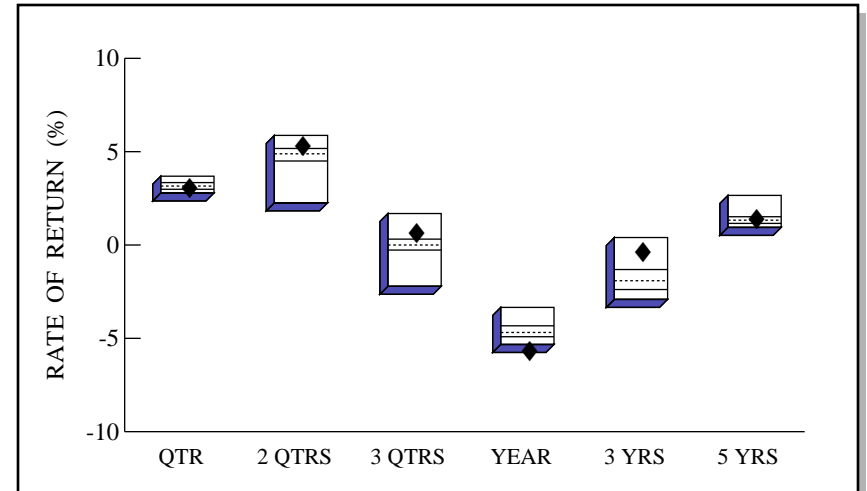 10
5
0
-5
-10
RATE OF RETURN (%)
QTR 2 QTRS 3 QTRS YEAR 3 YRS 5 YRS